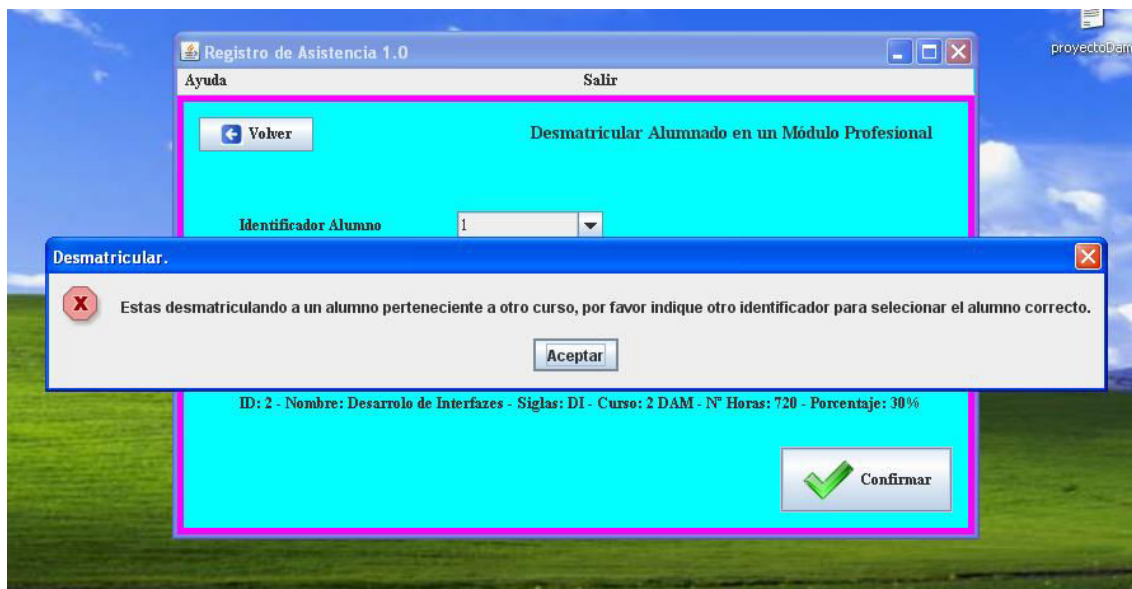 Registro de Asistencia 1.0
proyectoDam
Ayuda Salir
Volver
Desmatricular Alumnado en un Módulo Profesional
Identificador Alumno 1
Desmatricular.
Estas desmatriculando a un alumno perteneciente a otro curso, por favor indique otro identificador para selecionar el alumno correcto.
Aceptar
ID: 2 - Nombre: Desarrolo de Interfazes - Siglas: DI - Curso: 2 DAM - Nº Horas: 720 - Porcentaje: 30%
Confirmar